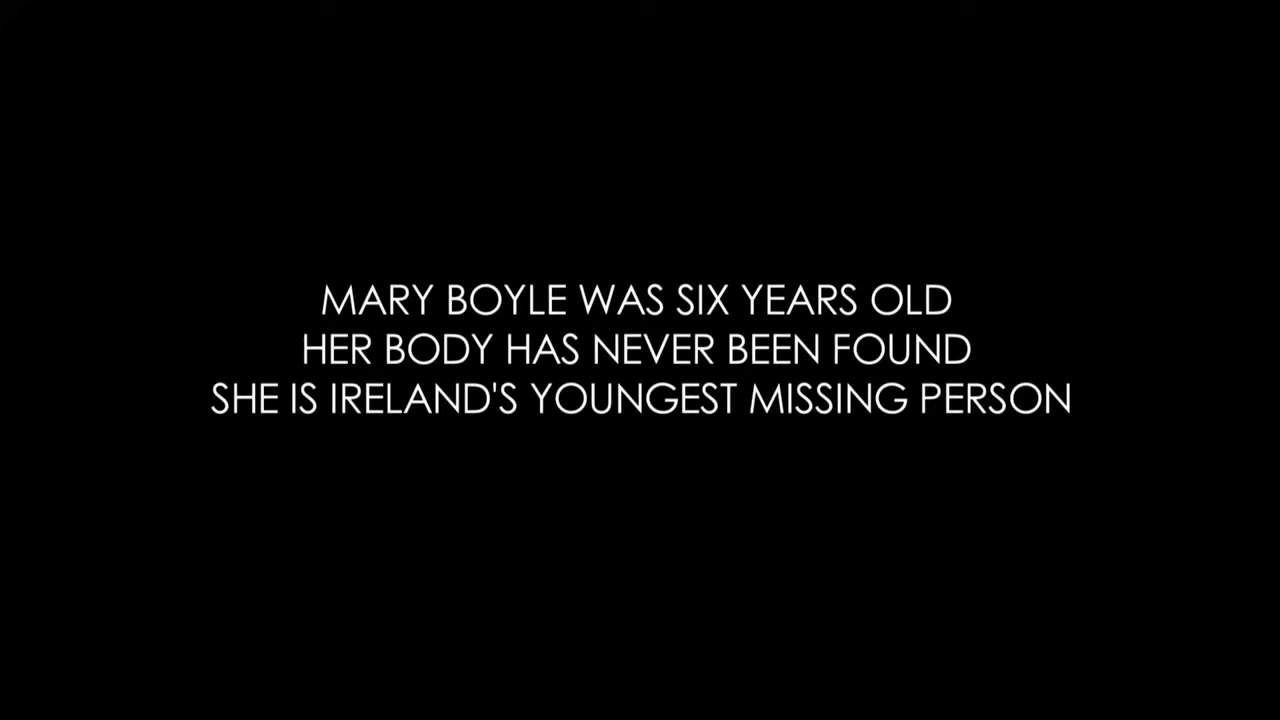 MARY BOYLE WAS SIX YEARS OLD
HER BODY HAS NEVER BEEN FOUND
SHE IS IRELAND'S YOUNGEST MISSING PERSON